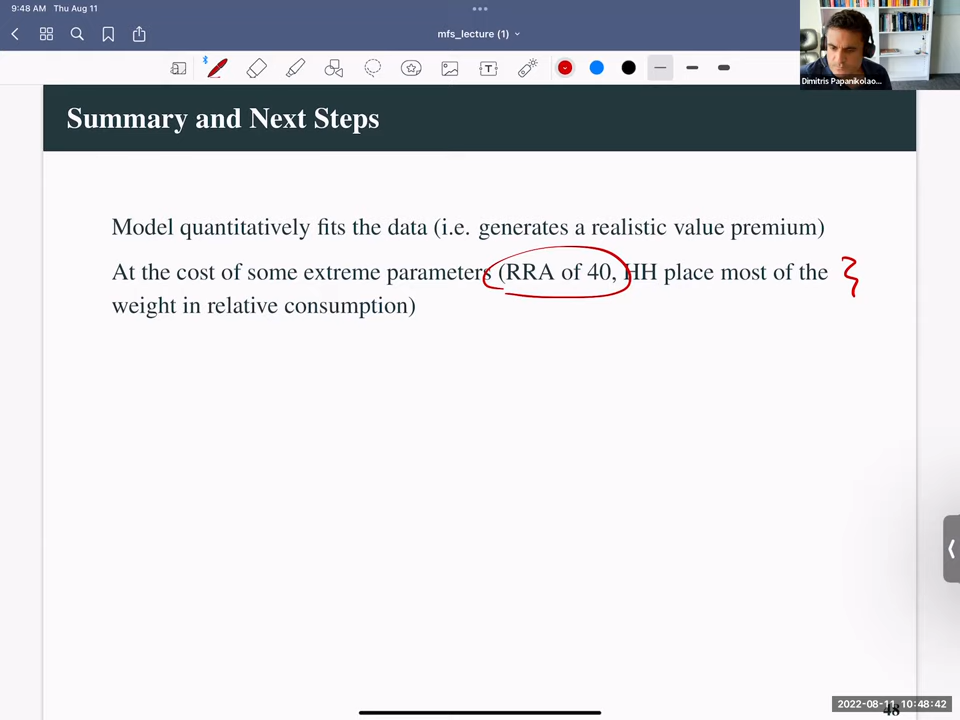 9:48 AM Thu Aug 11
mfs_lecture (1)
Dimitris Papanikolao...
Summary and Next Steps
Model quantitatively fits the data (i.e. generates a realistic value premium)
At the cost of some extreme parameters (RRA of 40, HH place most of the
weight in relative consumption)
2022-08-11, 10:48:42
48